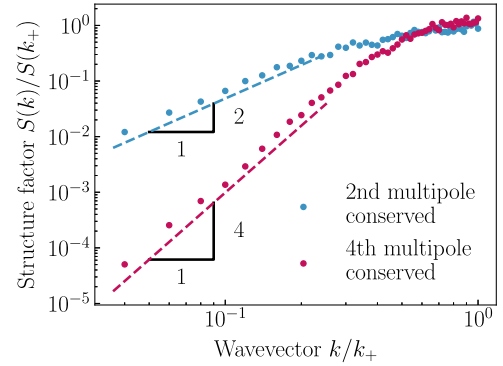 Structure factor S(k)/S(k₊)
10⁰
10⁻¹
10⁻²
10⁻³
10⁻⁴
10⁻⁵
2
1
4
1
2nd multipole
conserved
4th multipole
conserved
10⁻¹
10⁰
Wavevector k/k₊